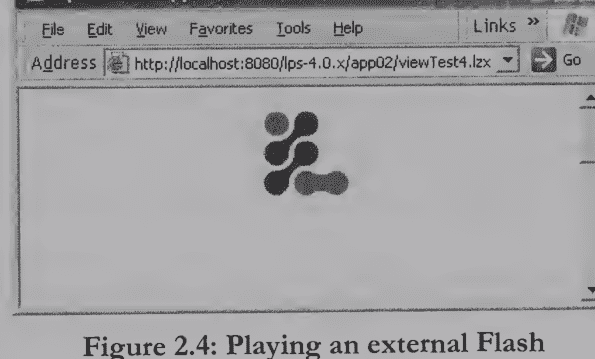 File Edit View Favorites Tools Help Links »
Address http://localhost:8080/lps-4.0.x/app02/viewTest4.lzx Go
Figure 2.4: Playing an external Flash